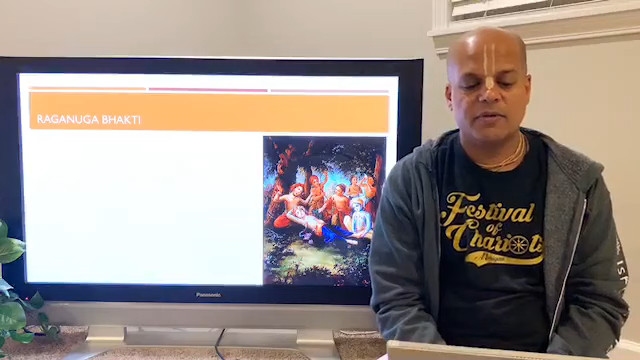 RAGANUGA BHAKTI
Panasonic
Festival
of
Chariots